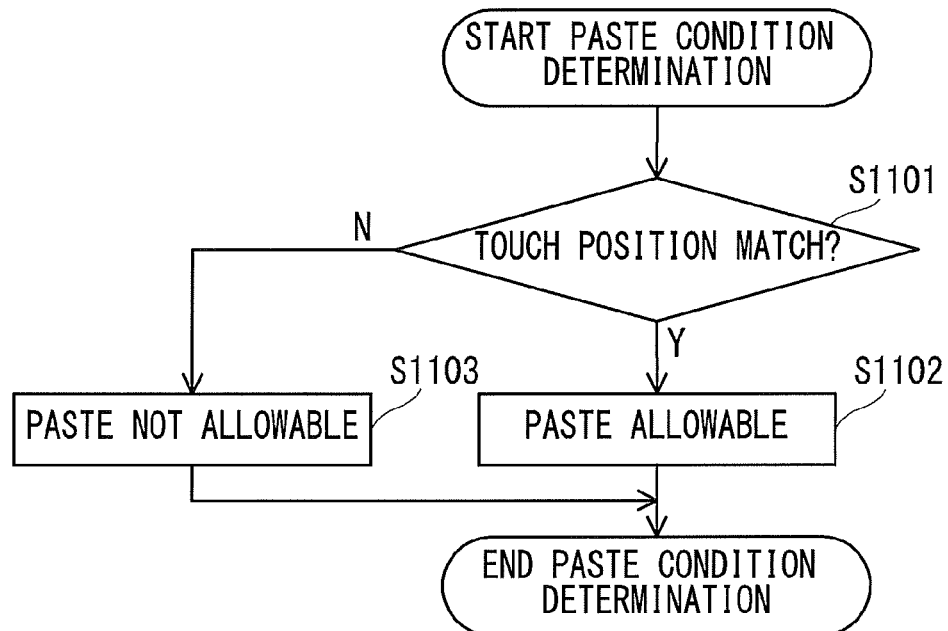 START PASTE CONDITION
DETERMINATION
S1101
N
TOUCH POSITION MATCH?
Y
S1103
S1102
PASTE NOT ALLOWABLE
PASTE ALLOWABLE
END PASTE CONDITION
DETERMINATION